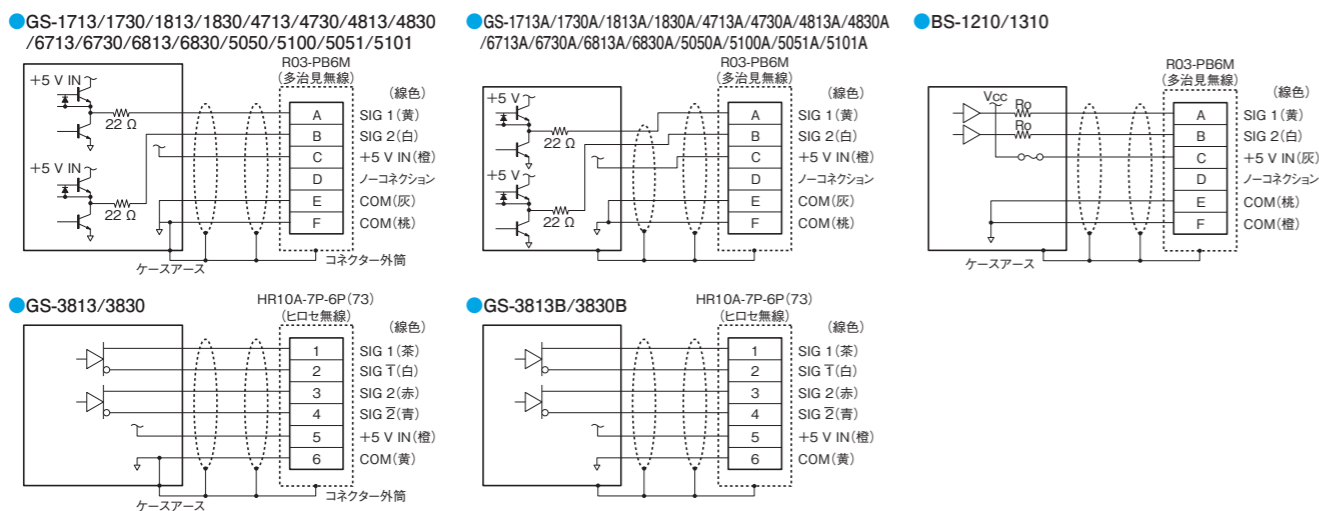 ●GS-1713/1730/1813/1830/4713/4730/4813/4830
/6713/6730/6813/6830/5050/5100/5051/5101
R03-PB6M
(多治見無線)
(線色)
+5 V IN
22 Ω
+5 V IN
22 Ω
A SIG 1(黄)
B SIG 2(白)
C +5 V IN(橙)
D ノーコネクション
E COM(灰)
F COM(桃)
ケースアース
コネクター外筒
●GS-1713A/1730A/1813A/1830A/4713A/4730A/4813A/4830A
/6713A/6730A/6813A/6830A/5050A/5100A/5051A/5101A
R03-PB6M
(多治見無線)
(線色)
+5 V
22 Ω
+5 V
22 Ω
A SIG 1(黄)
B SIG 2(白)
C +5 V IN(橙)
D ノーコネクション
E COM(灰)
F COM(桃)
●BS-1210/1310
R03-PB6M
(多治見無線)
(線色)
Vcc
Ro
Ro
A SIG 1(黄)
B SIG 2(白)
C +5 V IN(灰)
D ノーコネクション
E COM(桃)
F COM(橙)
ケースアース
●GS-3813/3830
HR10A-7P-6P(73)
(ヒロセ無線)
(線色)
1 SIG 1(茶)
2 SIG 1̅(白)
3 SIG 2(赤)
4 SIG 2̅(青)
5 +5 V IN(橙)
6 COM(黄)
ケースアース
コネクター外筒
●GS-3813B/3830B
HR10A-7P-6P(73)
(ヒロセ無線)
(線色)
1 SIG 1(茶)
2 SIG 1̅(白)
3 SIG 2(赤)
4 SIG 2̅(青)
5 +5 V IN(橙)
6 COM(黄)